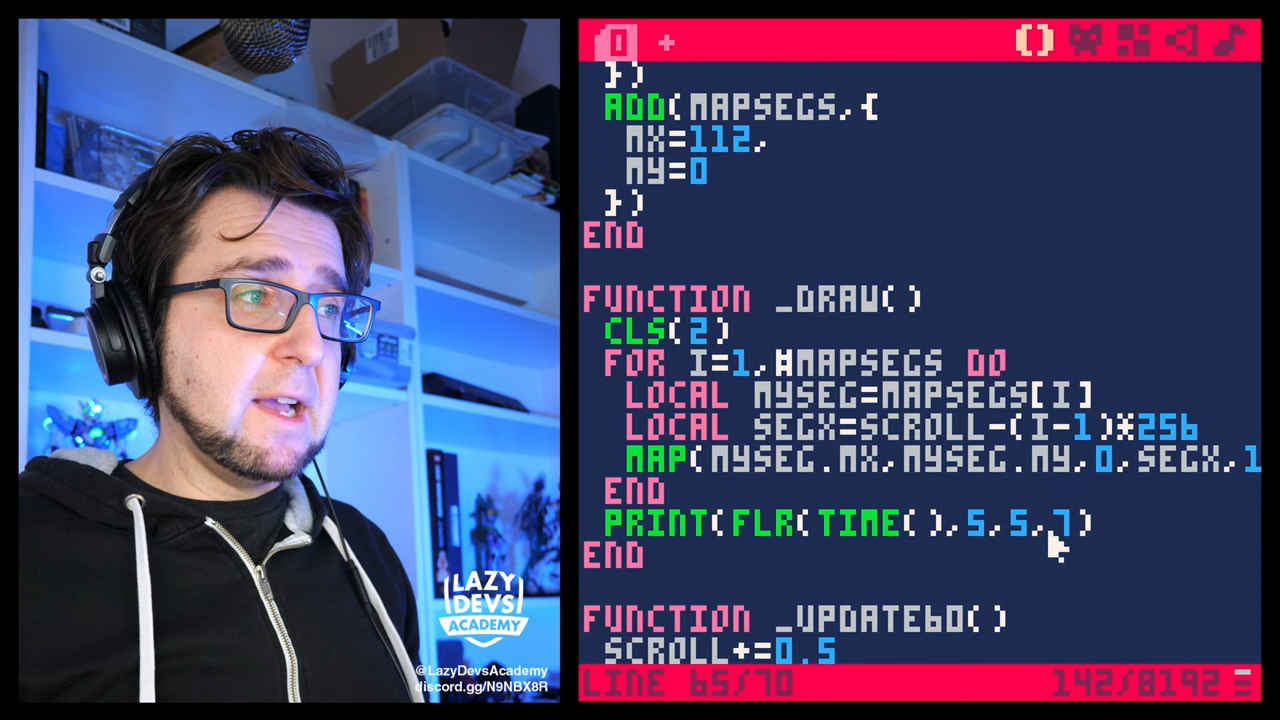 })
ADD(MAPSEGS,{
MX=112,
MY=0
})
END
FUNCTION _DRAW()
CLS(2)
FOR I=1,#MAPSEGS DO
LOCAL MYSEG=MAPSEGS[I]
LOCAL SEGX=SCROLL-(I-1)*256
MAP(MYSEG.MX,MYSEG.MY,0,SEGX,1
END
PRINT(FLR(TIME(),5,5,7)
END
FUNCTION _UPDATE60()
SCROLL+=0.5
LINE 65/70
142/8192
LAZY
DEVS
ACADEMY
@LazyDevsAcademy
discord.gg/N9NBX8R